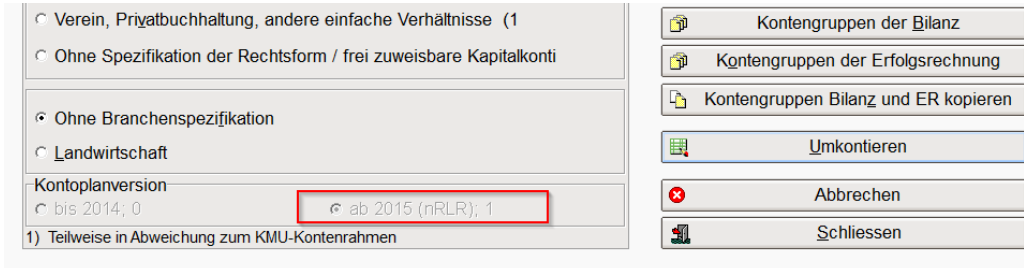 Verein, Privatbuchhaltung, andere einfache Verhältnisse (1
Ohne Spezifikation der Rechtsform / frei zuweisbare Kapitalkonti
Ohne Branchenspezifikation
Landwirtschaft
Kontoplanversion
bis 2014; 0
ab 2015 (nRLR); 1
1) Teilweise in Abweichung zum KMU-Kontenrahmen
Kontengruppen der Bilanz
Kontengruppen der Erfolgsrechnung
Kontengruppen Bilanz und ER kopieren
Umkontieren
Abbrechen
Schliessen